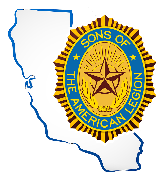 SONS OF
THE AMERICAN LEGION